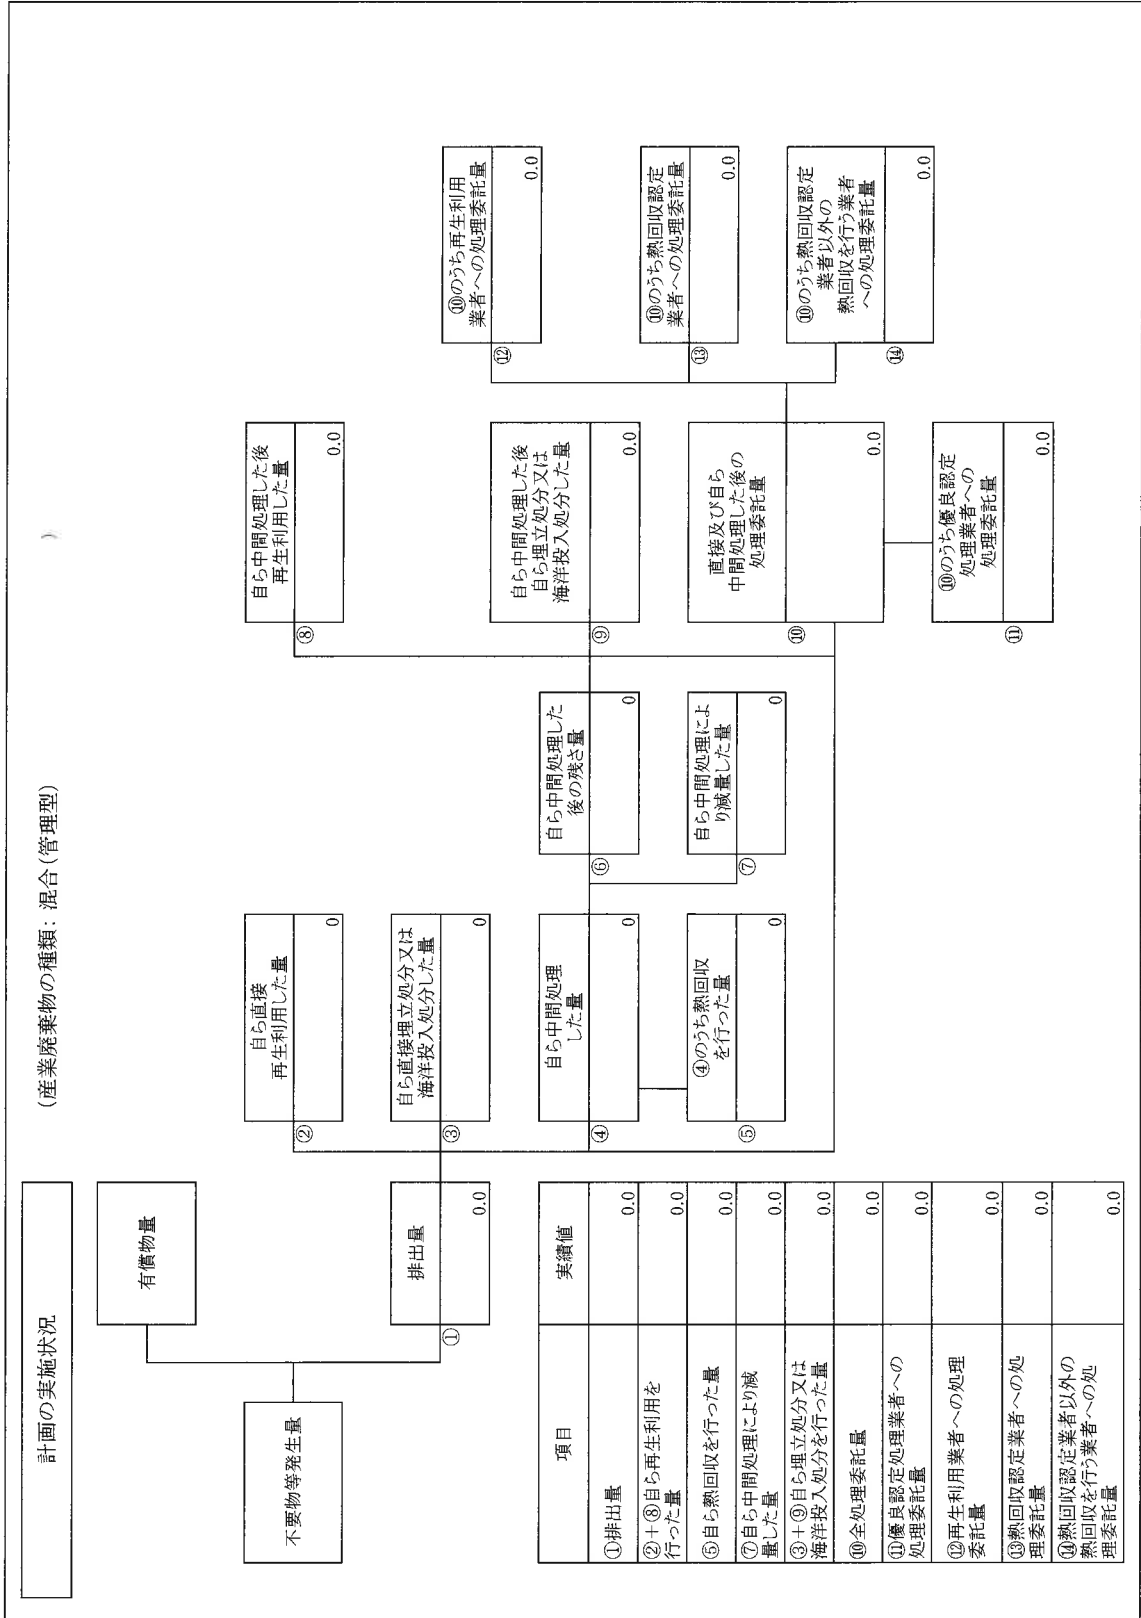 計画の実施状況
(産業廃棄物の種類：混合(管理型)　)
不要物等発生量
有償物量
①
排出量
0.0
②
自ら直接
再生利用した量
0
③
自ら直接埋立処分又は
海洋投入処分した量
0
④
自ら中間処理
した量
0
⑤
④のうち熱回収
を行った量
0
⑥
自ら中間処理した
後の残さ量
0
⑦
自ら中間処理によ
り減量した量
0
⑧
自ら中間処理した後
再生利用した量
0.0
⑨
自ら中間処理した後
自ら埋立処分又は
海洋投入処分した量
0.0
⑩
直接及び自ら
中間処理した後の
処理委託量
0.0
⑪
⑩のうち優良認定
処理業者への
処理委託量
0.0
⑫
⑩のうち再生利用
業者への処理委託量
0.0
⑬
⑩のうち熱回収認定
業者への処理委託量
0.0
⑭
⑩のうち熱回収認定
業者以外の
熱回収を行う業者
への処理委託量
0.0
項目 実績値
①排出量 0.0
②＋⑧自ら再生利用を
行った量 0.0
⑤自ら熱回収を行った量 0.0
⑦自ら中間処理により減
量した量 0.0
③＋⑨自ら埋立処分又は
海洋投入処分を行った量 0.0
⑩全処理委託量 0.0
⑪優良認定処理業者への
処理委託量 0.0
⑫再生利用業者への処理
委託量 0.0
⑬熱回収認定業者への処
理委託量 0.0
⑭熱回収認定業者以外の
熱回収を行う業者への処
理委託量 0.0